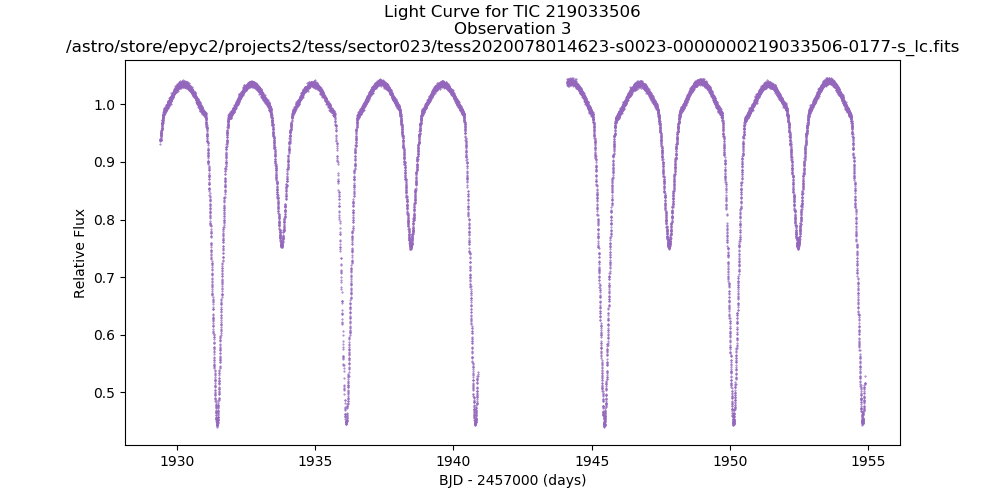 Light Curve for TIC 219033506
Observation 3
/astro/store/epyc2/projects2/tess/sector023/tess2020078014623-s0023-0000000219033506-0177-s_lc.fits
Relative Flux
1.0
0.9
0.8
0.7
0.6
0.5
1930
1935
1940
1945
1950
1955
BJD - 2457000 (days)